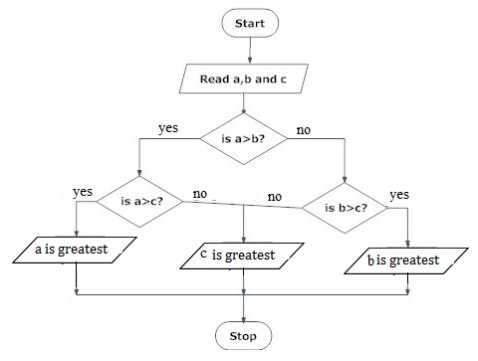 Start
Read a,b and c
yes
is a>b?
no
yes
is a>c?
no
no
is b>c?
yes
a is greatest
c is greatest
b is greatest
Stop